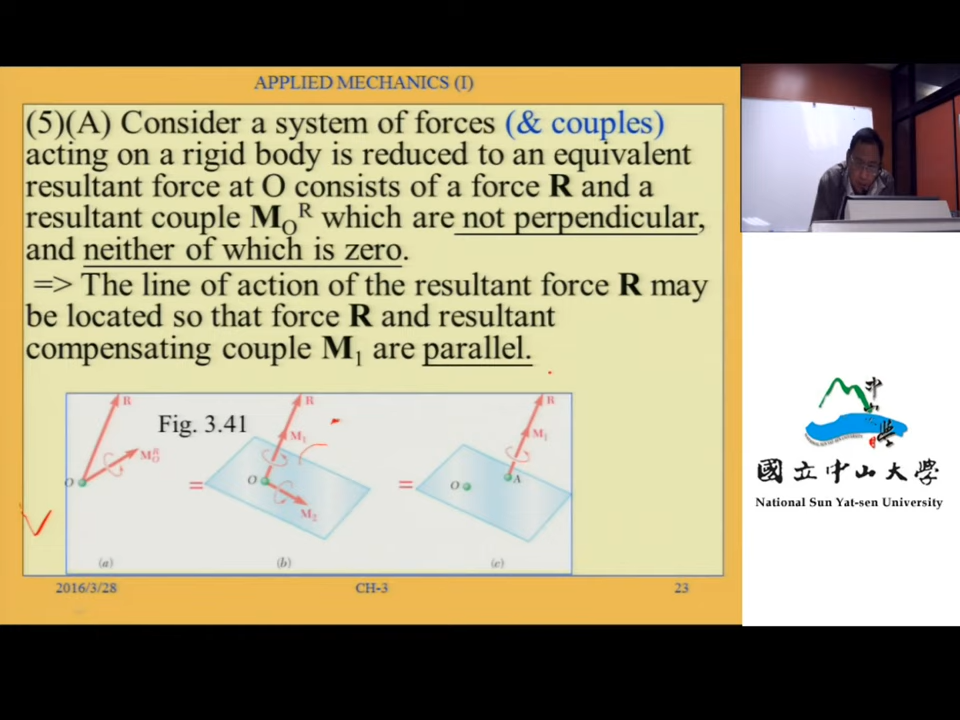 APPLIED MECHANICS (I)
(5)(A) Consider a system of forces (& couples)
acting on a rigid body is reduced to an equivalent
resultant force at O consists of a force R and a
resultant couple M_O^R which are not perpendicular,
and neither of which is zero.
=> The line of action of the resultant force R may
be located so that force R and resultant
compensating couple M₁ are parallel.
Fig. 3.41
R
M_O^R
O
(a)
=
R
M₁
O
M₂
(b)
=
R
M₁
O
A
(c)
2016/3/28
CH-3
23
中山大學
國立中山大學
National Sun Yat-sen University